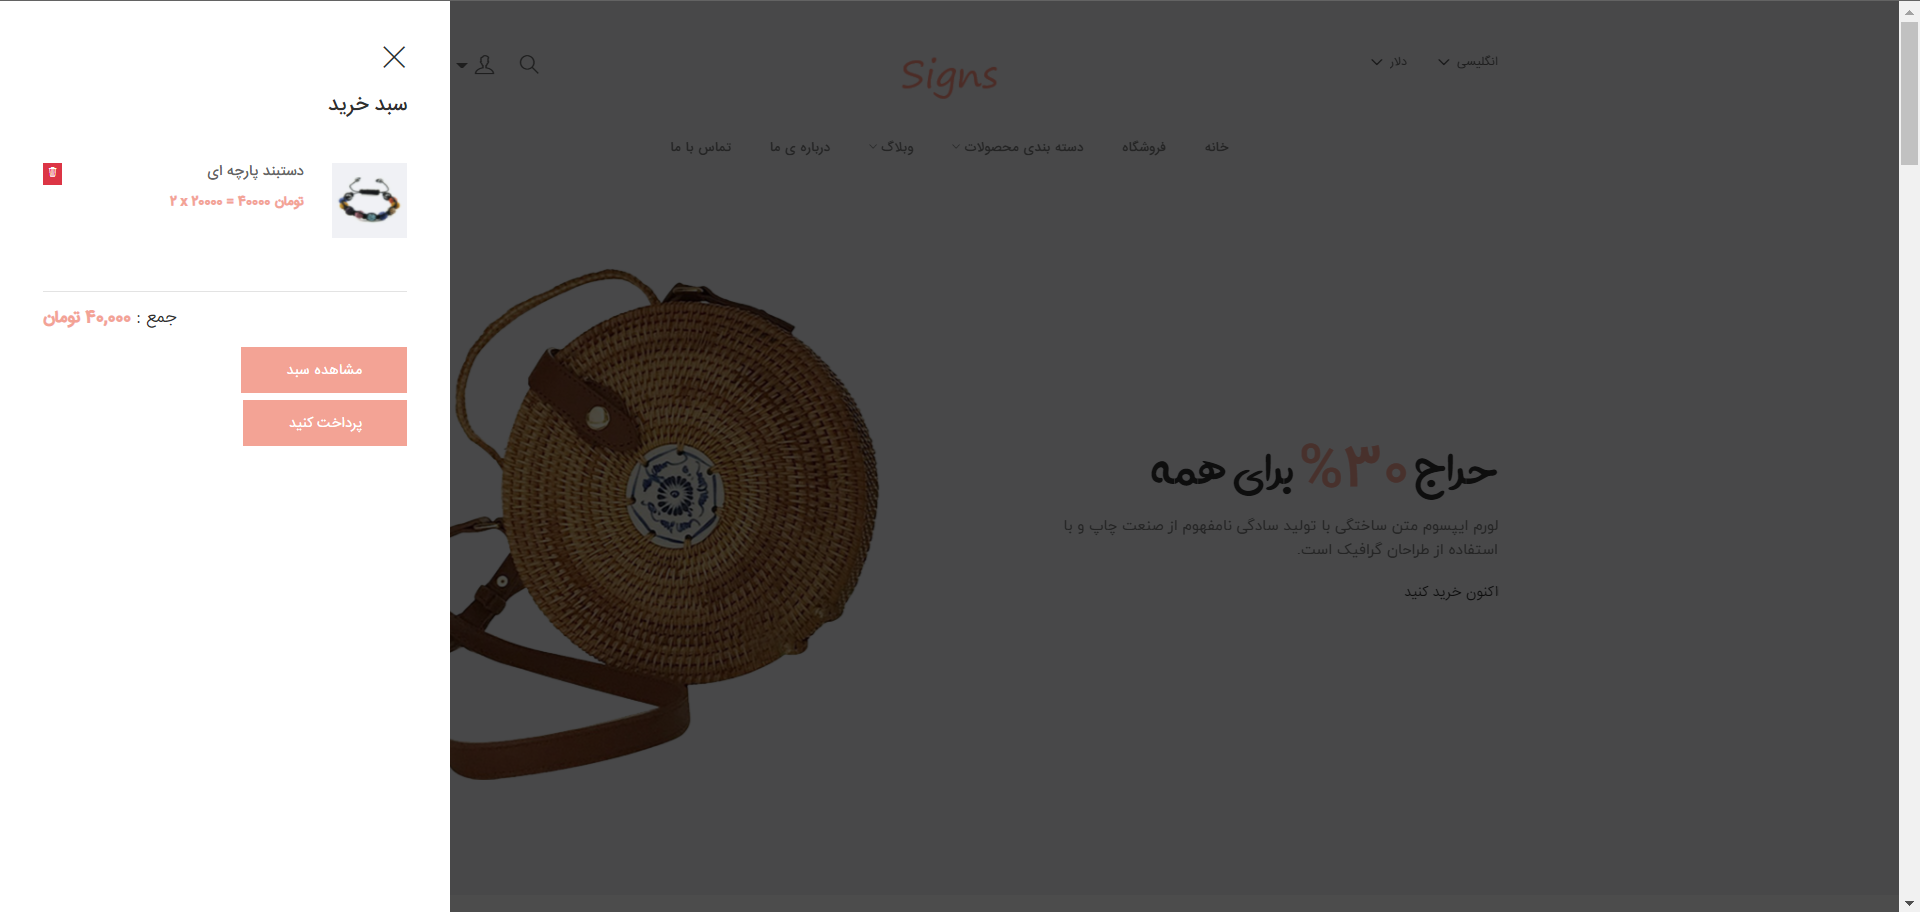 سبد خرید
دستبند پارچه ای
۲ x ۲۰۰۰۰ = ۴۰۰۰۰ تومان
جمع : ۴۰,۰۰۰ تومان
مشاهده سبد
پرداخت کنید
انگلیسی
دلار
Signs
خانه
فروشگاه
دسته بندی محصولات
وبلاگ
درباره ی ما
تماس با ما
حراج ۳۰% برای همه
لورم ایپسوم متن ساختگی با تولید سادگی نامفهوم از صنعت چاپ و با
استفاده از طراحان گرافیک است.
اکنون خرید کنید